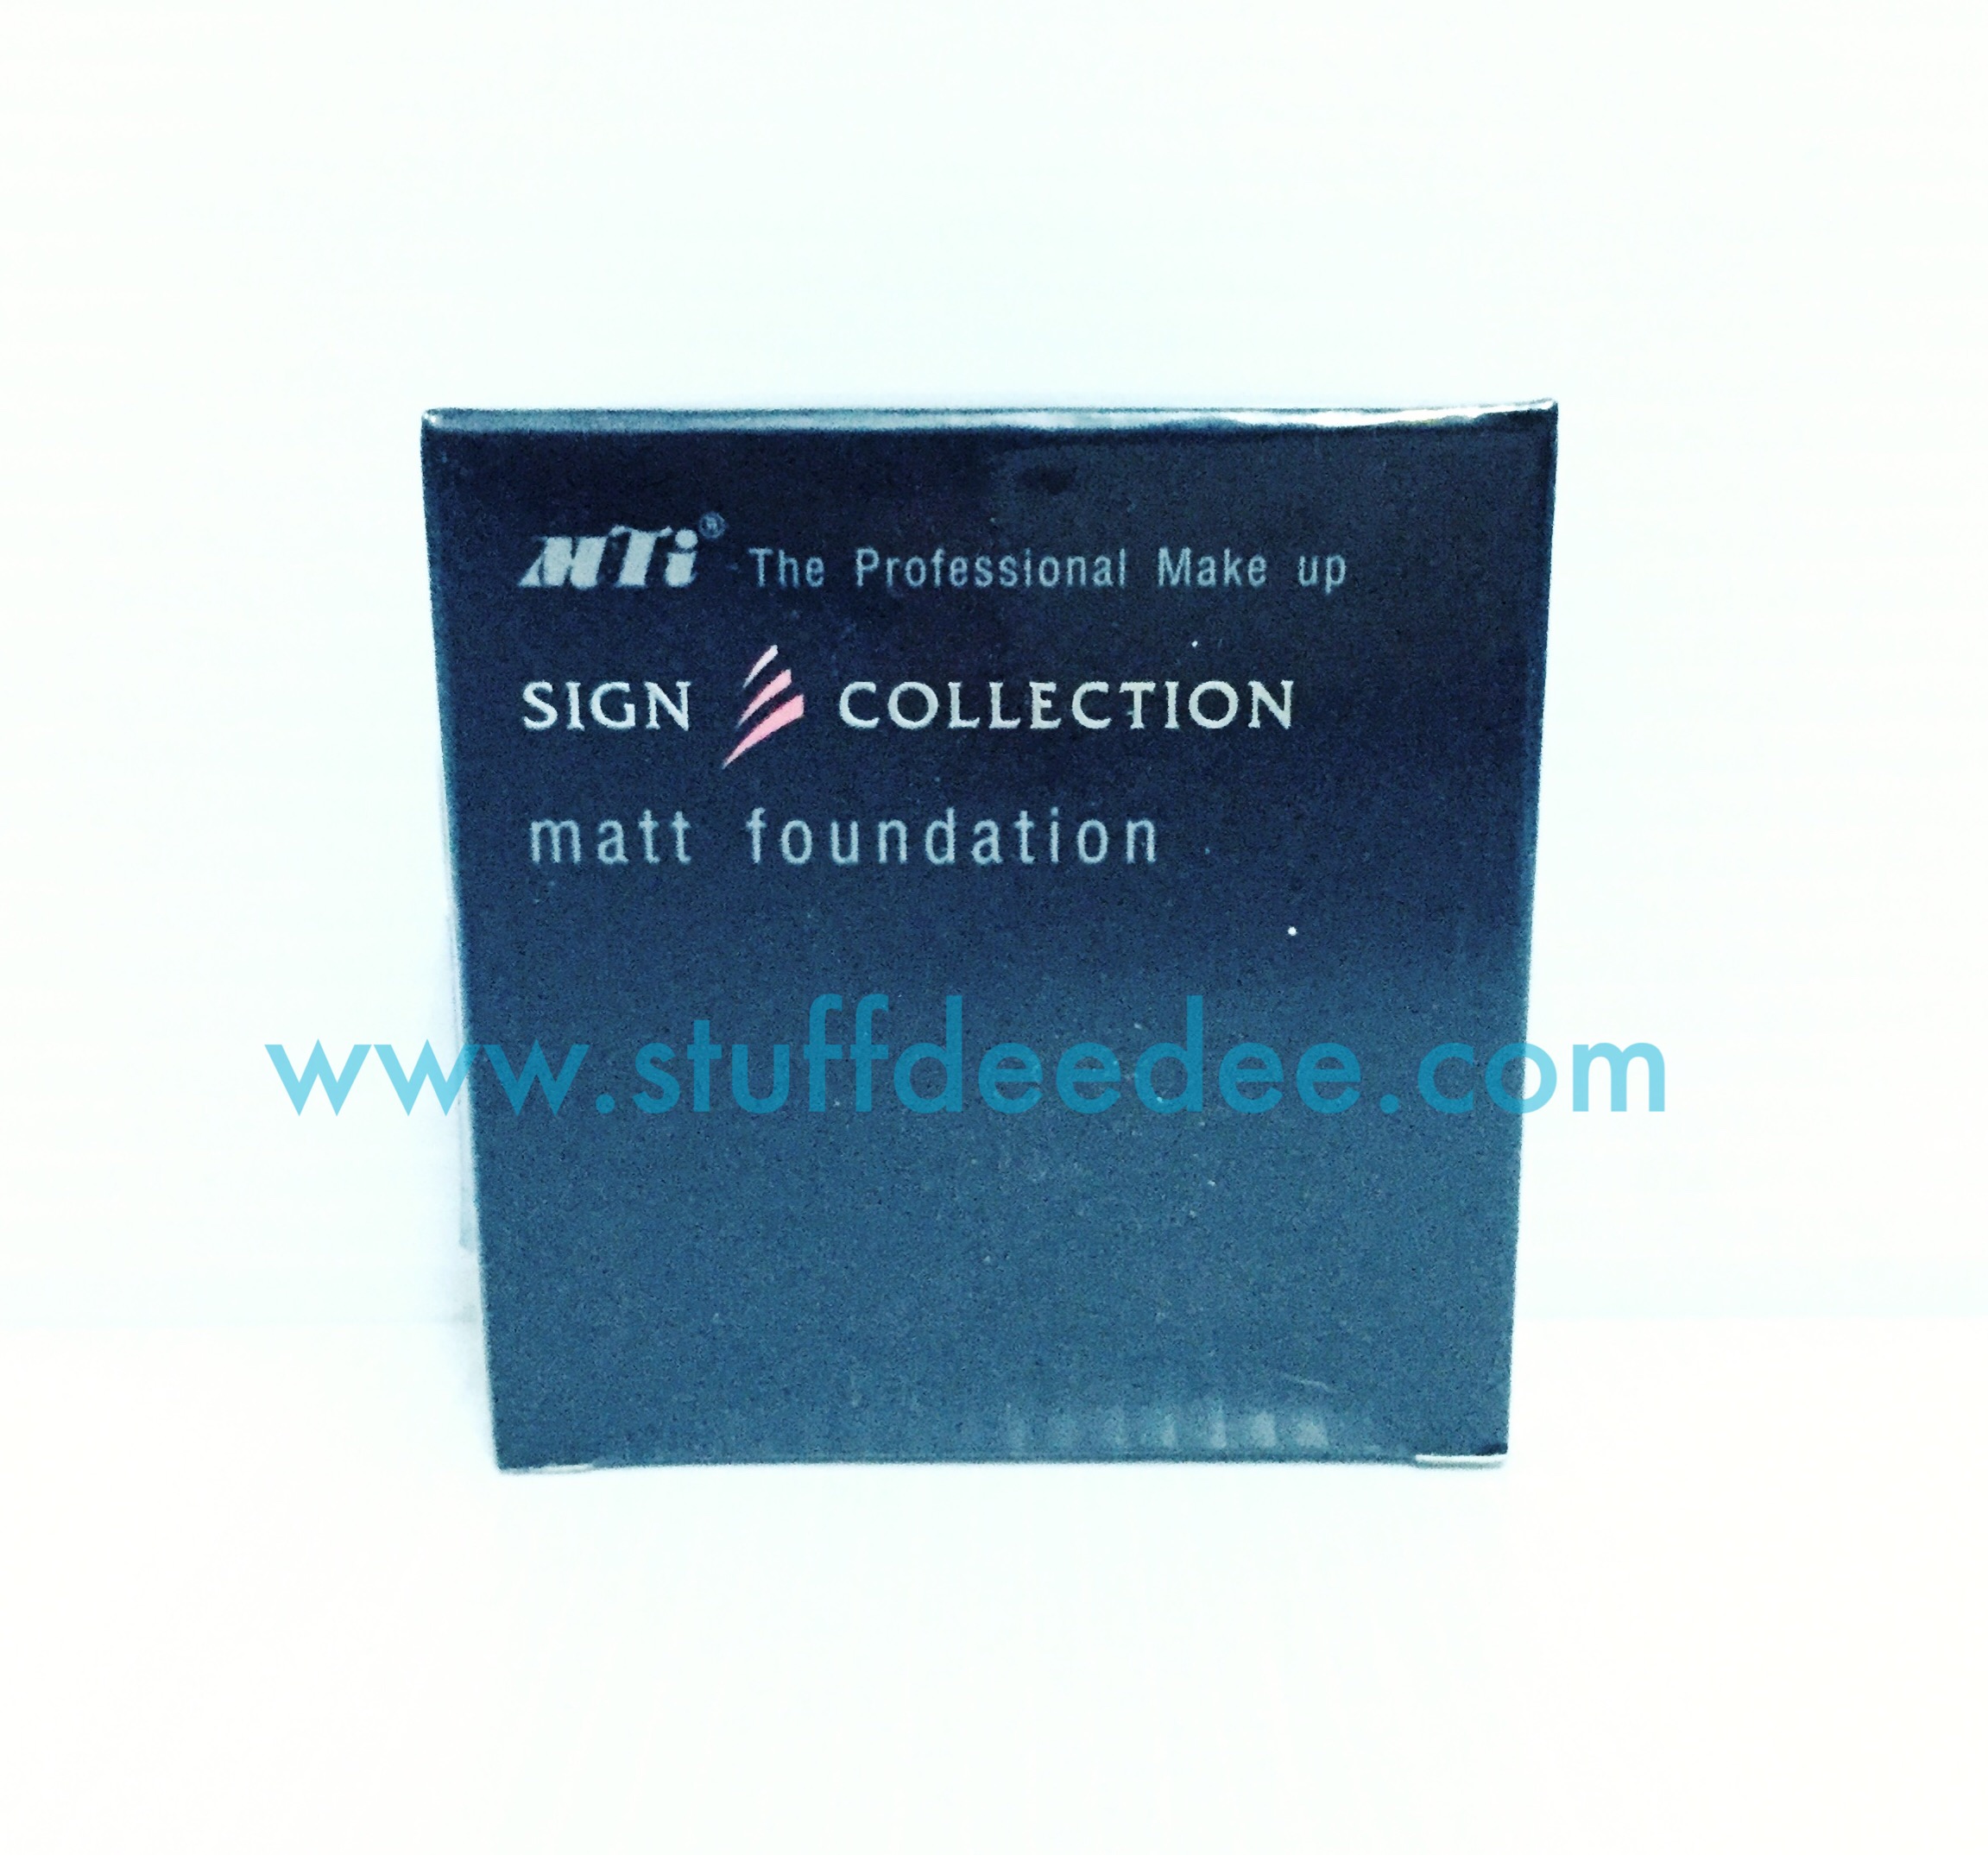 MTi® The Professional Make up
SIGN COLLECTION
matt foundation
www.stuffdeedee.com